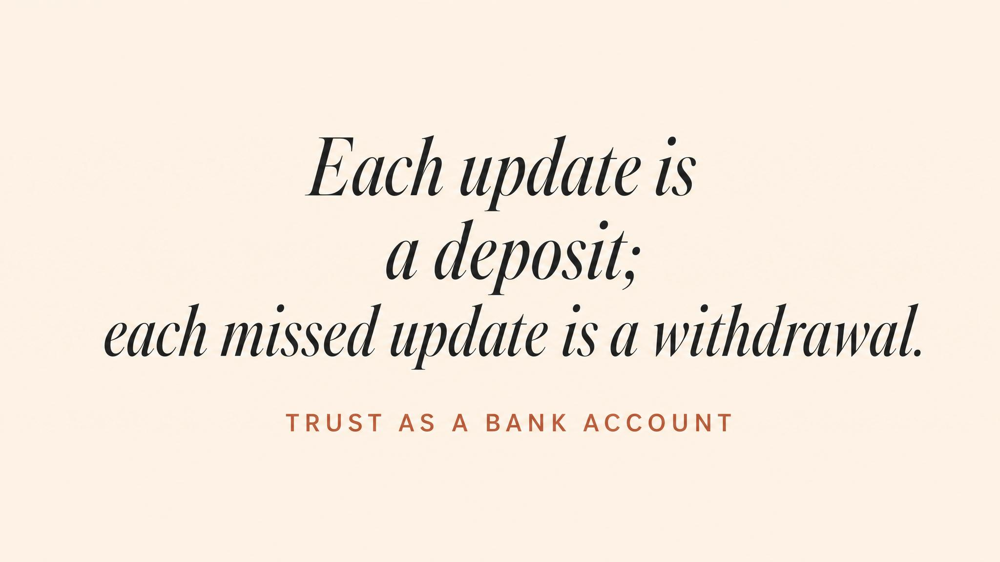 Each update is
a deposit;
each missed update is a withdrawal.
TRUST AS A BANK ACCOUNT